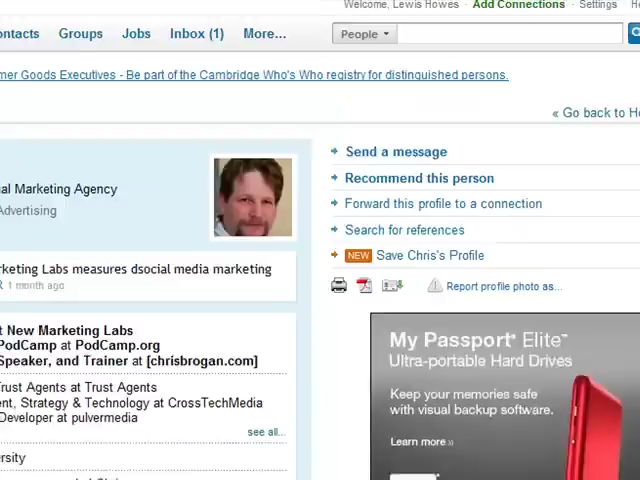 Welcome, Lewis Howes · Add Connections · Settings
ontacts Groups Jobs Inbox (1) More... People
mer Goods Executives - Be part of the Cambridge Who's Who registry for distinguished persons.
« Go back to H
Send a message
ial Marketing Agency
Recommend this person
Advertising
Forward this profile to a connection
Search for references
NEW Save Chris's Profile
rketing Labs measures dsocial media marketing
1 month ago
Report profile photo as...
t New Marketing Labs
PodCamp at PodCamp.org
Speaker, and Trainer at [chrisbrogan.com]
Trust Agents at Trust Agents
ent, Strategy & Technology at CrossTechMedia
Developer at pulvermedia
see all...
rsity
My Passport® Elite™
Ultra-portable Hard Drives
Keep your memories safe
with visual backup software.
Learn more »